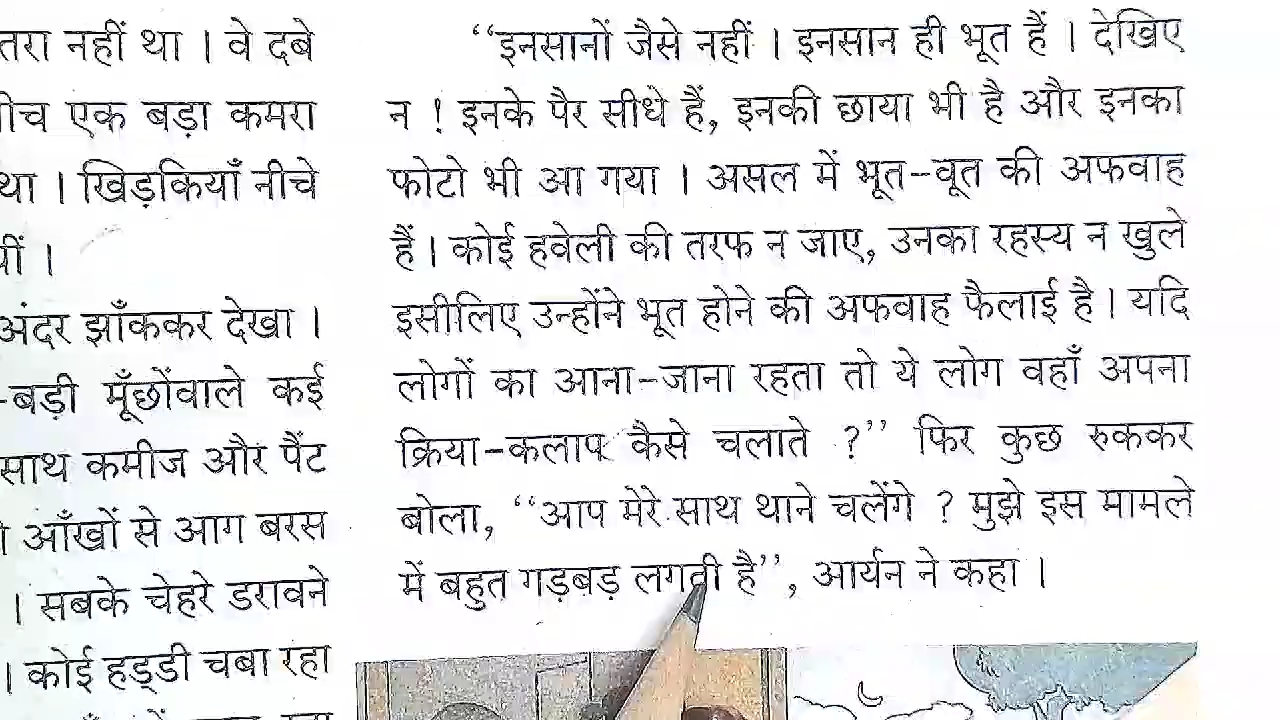 तरा नहीं था । वे दबे
ीच एक बड़ा कमरा
था । खिड़कियाँ नीचे
थीं ।
अंदर झाँककर देखा ।
-बड़ी मूँछोंवाले कई
साथ कमीज और पैंट
आँखों से आग बरस
। सबके चेहरे डरावने
। कोई हड्डी चबा रहा
“इनसानों जैसे नहीं । इनसान ही भूत हैं । देखिए
न ! इनके पैर सीधे हैं, इनकी छाया भी है और इनका
फोटो भी आ गया । असल में भूत-वूत की अफवाह
हैं । कोई हवेली की तरफ न जाए, उनका रहस्य न खुले
इसीलिए उन्होंने भूत होने की अफवाह फैलाई है । यदि
लोगों का आना-जाना रहता तो ये लोग वहाँ अपना
क्रिया-कलाप कैसे चलाते ?” फिर कुछ रुककर
बोला, “आप मेरे साथ थाने चलेंगे ? मुझे इस मामले
में बहुत गड़बड़ लगती है”, आर्यन ने कहा ।